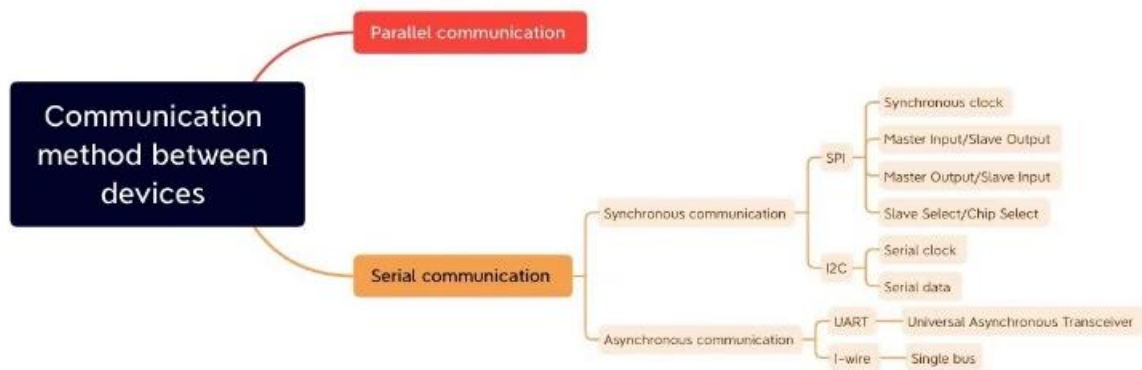 Parallel communication
Communication
method between
devices
Synchronous clock
Master Input/Slave Output
SPI
Master Output/Slave Input
Synchronous communication
Slave Select/Chip Select
Serial communication
Serial clock
I2C
Serial data
UART
Universal Asynchronous Transceiver
Asynchronous communication
I-wire
Single bus